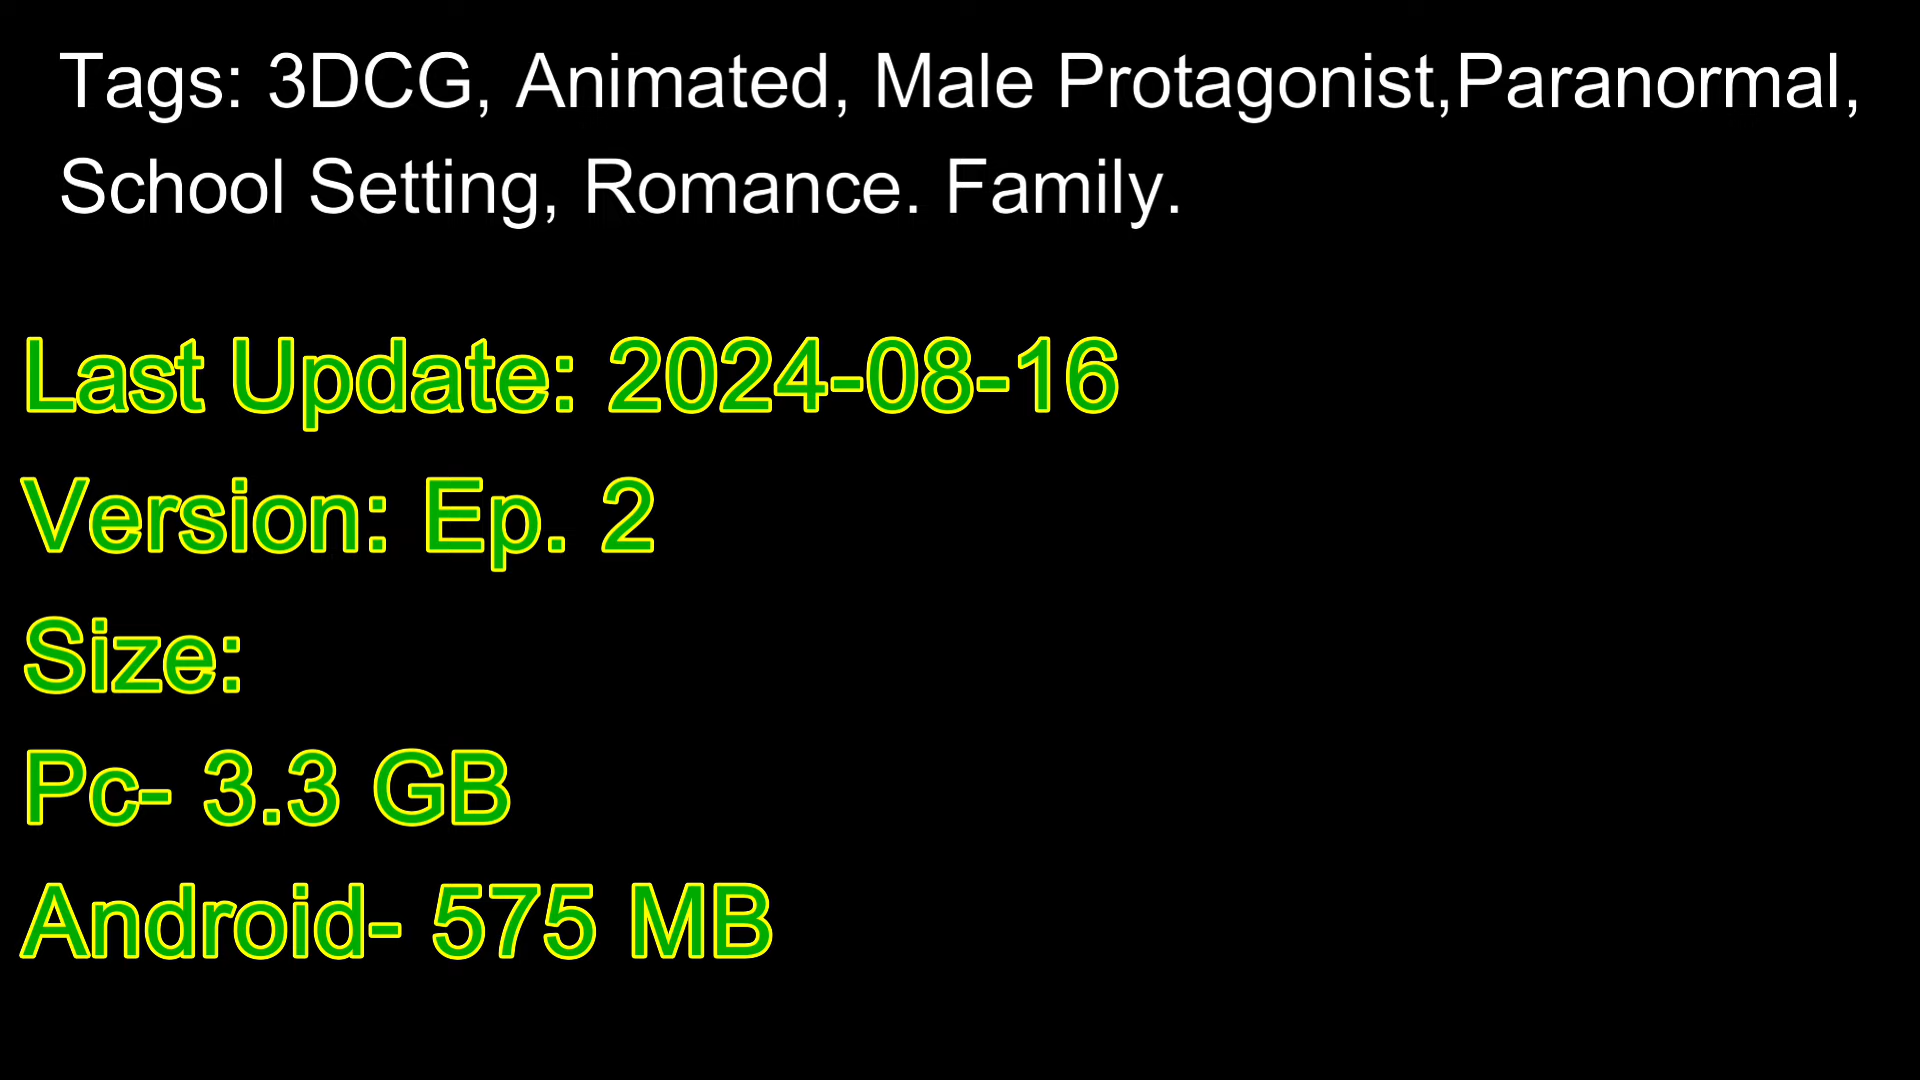 Tags: 3DCG, Animated, Male Protagonist,Paranormal,
School Setting, Romance. Family.
Last Update: 2024-08-16
Version: Ep. 2
Size:
Pc- 3.3 GB
Android- 575 MB